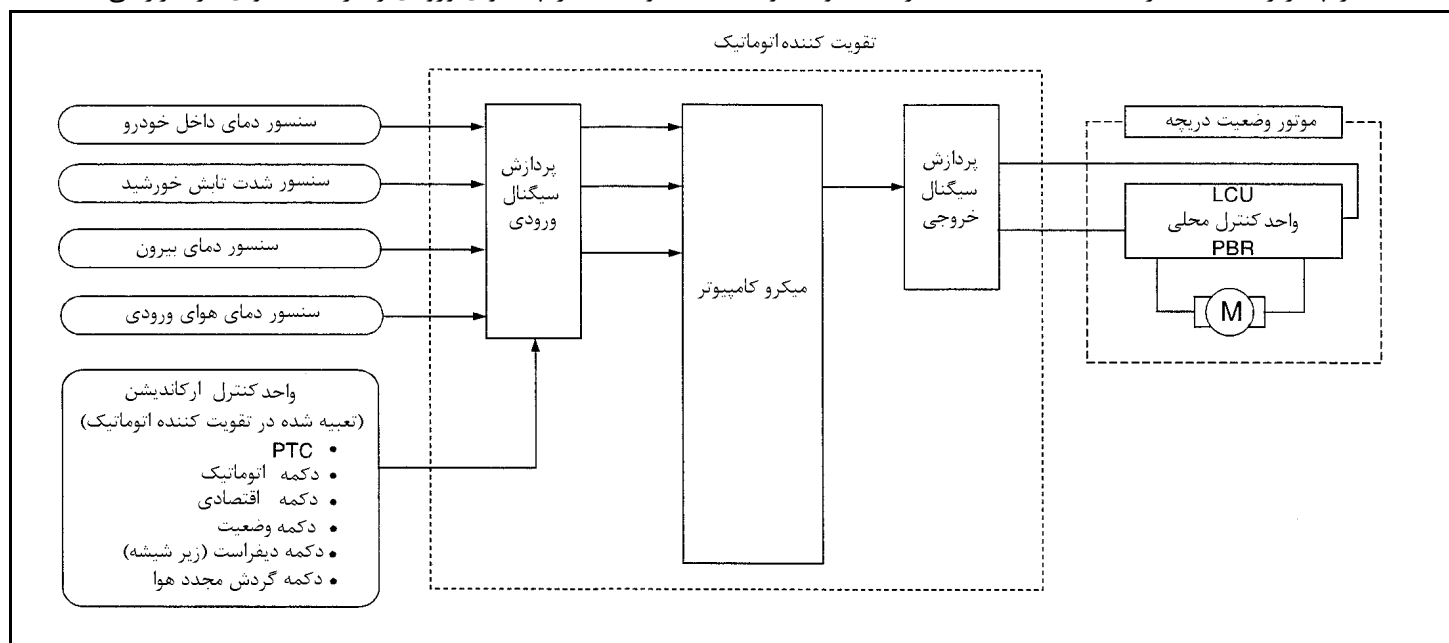 تقویت کننده اتوماتیک
سنسور دمای داخل خودرو
سنسور شدت تابش خورشید
سنسور دمای بیرون
سنسور دمای هوای ورودی
واحد کنترل ارکاندیشن
(تعبیه شده در تقویت کننده اتوماتیک)
• PTC
• دکمه اتوماتیک
• دکمه اقتصادی
• دکمه وضعیت
• دکمه دیفراست (زیر شیشه)
• دکمه گردش مجدد هوا
پردازش
سیگنال
ورودی
میکرو کامپیوتر
پردازش
سیگنال
خروجی
موتور وضعیت دریچه
LCU
واحد کنترل محلی
PBR
M